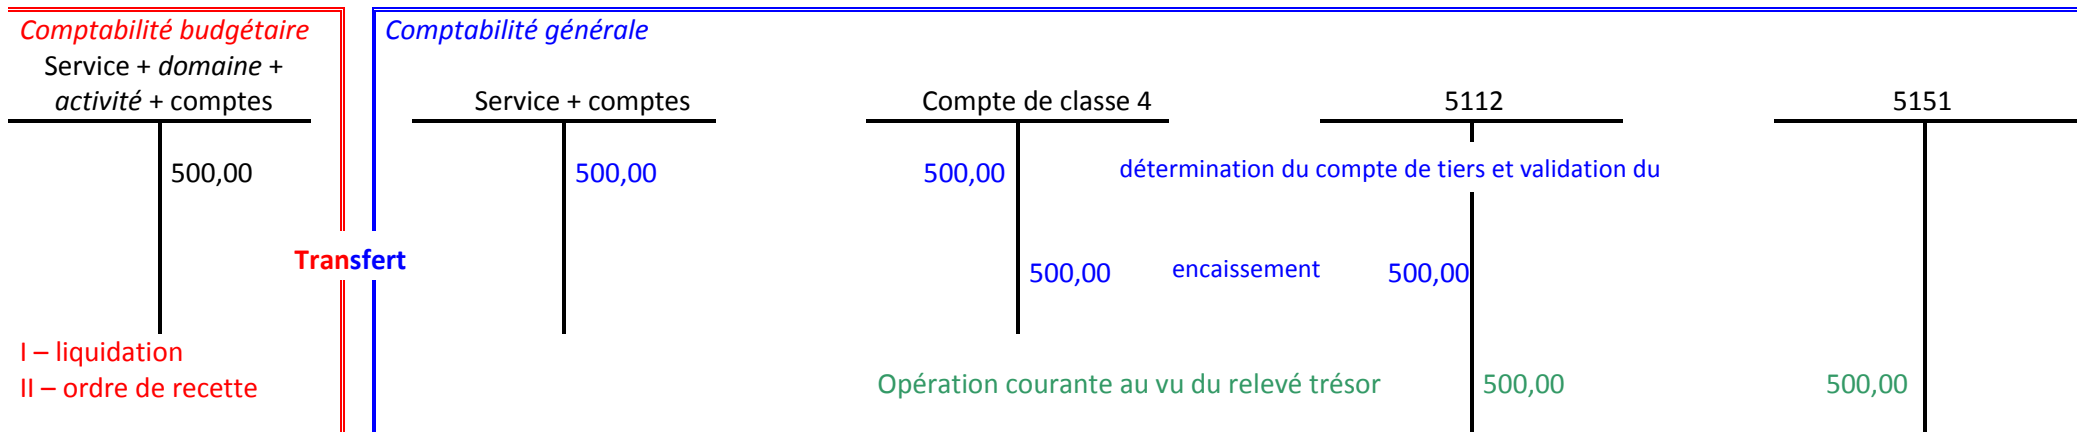 Comptabilité budgétaire
Comptabilité générale
Service + domaine +
activité + comptes
Service + comptes
Compte de classe 4
5112
5151
500,00
500,00
500,00
détermination du compte de tiers et validation du
Transfert
500,00
encaissement
500,00
I – liquidation
II – ordre de recette
Opération courante au vu du relevé trésor
500,00
500,00